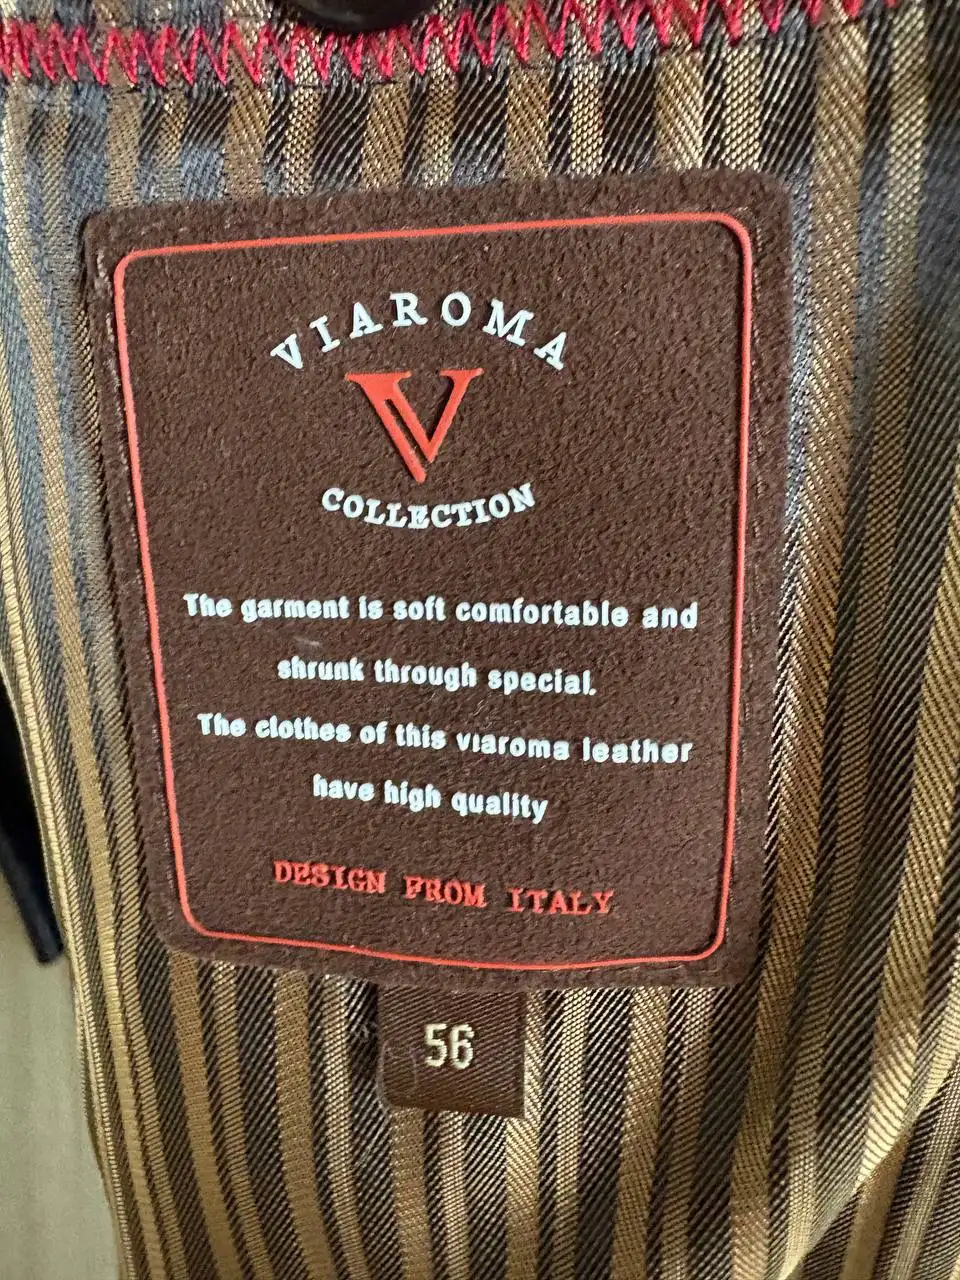 VIAROMA
V
COLLECTION
The garment is soft comfortable and
shrunk through special.
The clothes of this viaroma leather
have high quality
DESIGN FROM ITALY
56